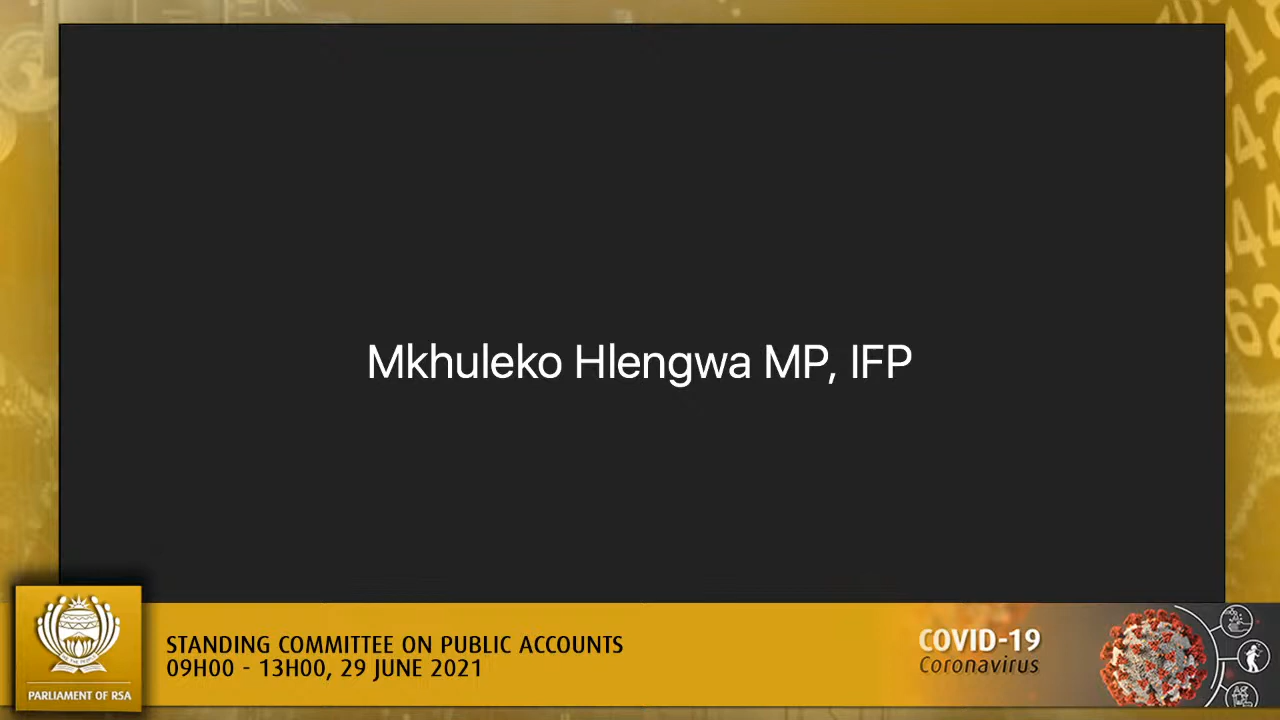 Mkhuleko Hlengwa MP, IFP
STANDING COMMITTEE ON PUBLIC ACCOUNTS
09H00 - 13H00, 29 JUNE 2021
COVID-19
Coronavirus
PARLIAMENT OF RSA